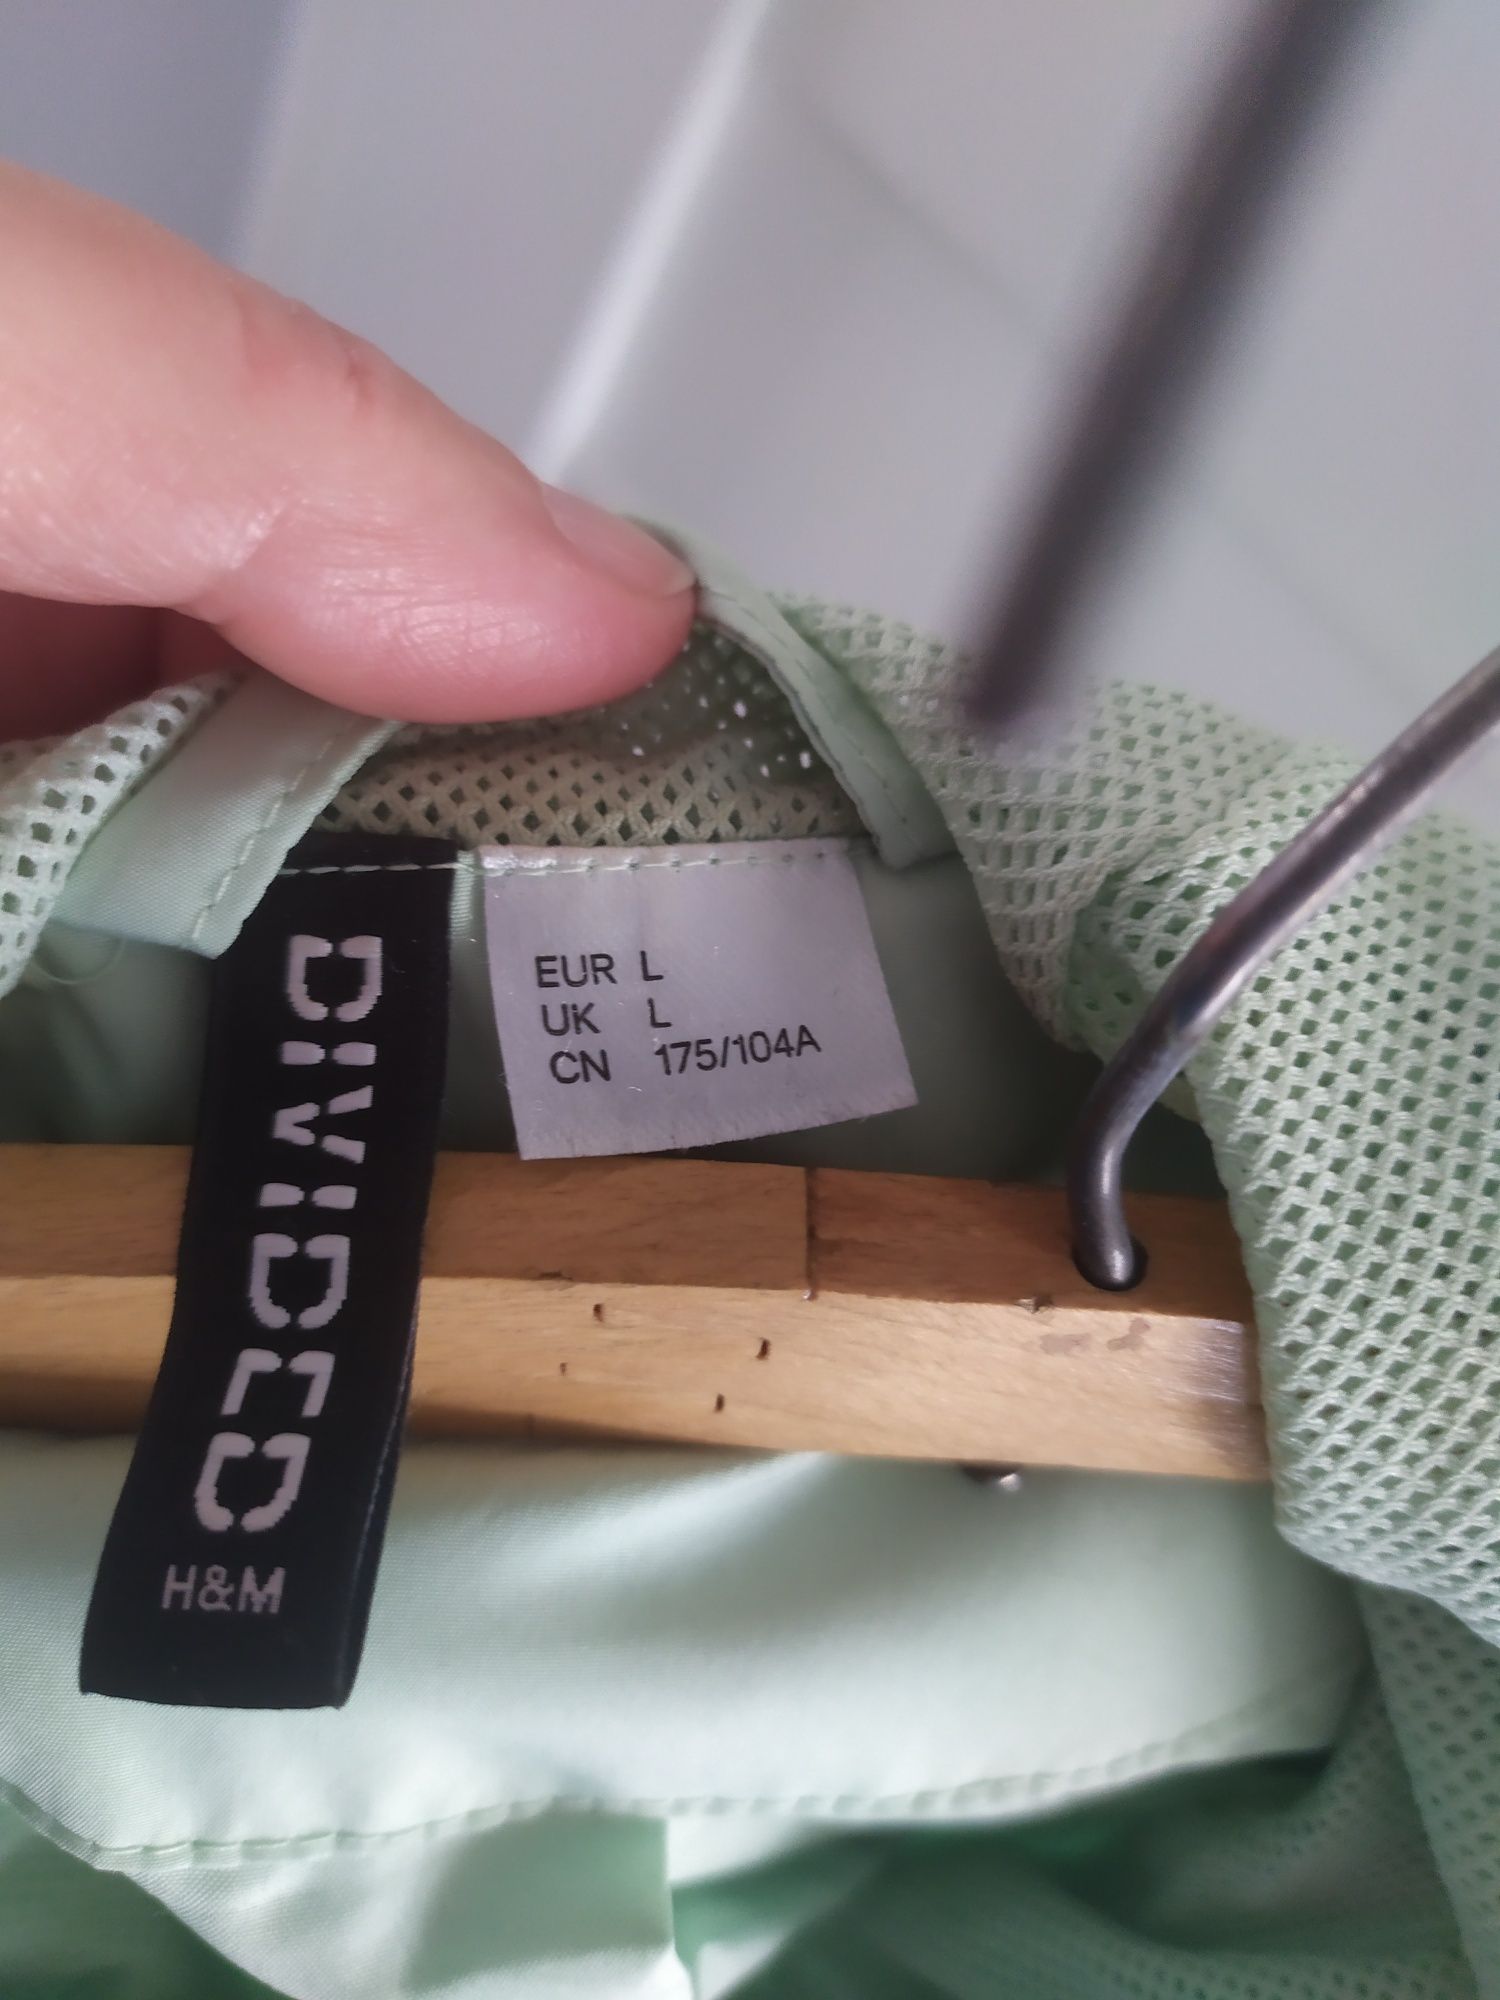 DIVIDED
H&M
EUR L
UK L
CN 175/104A